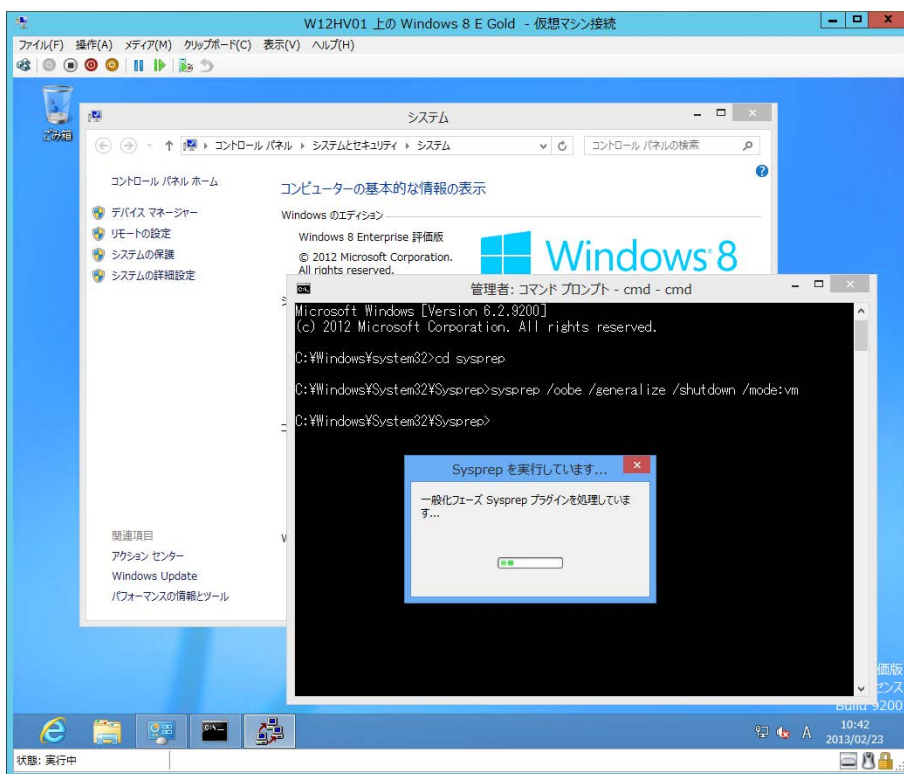 W12HV01 上の Windows 8 E Gold - 仮想マシン接続
ファイル(F) 操作(A) メディア(M) クリップボード(C) 表示(V) ヘルプ(H)
ごみ箱
システム
コントロール パネル システムとセキュリティ システム
コントロール パネルの検索
コントロール パネル ホーム
デバイス マネージャー
リモートの設定
システムの保護
システムの詳細設定
コンピューターの基本的な情報の表示
Windows のエディション
Windows 8 Enterprise 評価版
© 2012 Microsoft Corporation.
All rights reserved.
Windows 8
関連項目
アクション センター
Windows Update
パフォーマンスの情報とツール
管理者: コマンド プロンプト - cmd - cmd
Microsoft Windows [Version 6.2.9200]
(c) 2012 Microsoft Corporation. All rights reserved.
C:¥Windows¥system32>cd sysprep
C:¥Windows¥System32¥Sysprep>sysprep /oobe /generalize /shutdown /mode:vm
C:¥Windows¥System32¥Sysprep>
Sysprep を実行しています...
一般化フェーズ Sysprep プラグインを処理していま
す...
価版
センス
Build 9200
A
10:42
2013/02/23
状態: 実行中